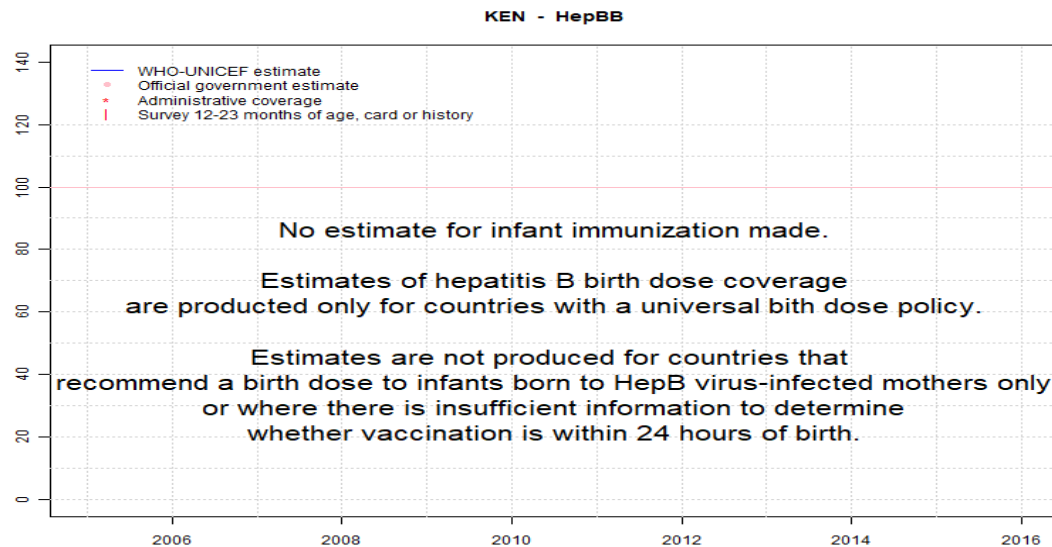 KEN - HepBB
140
120
100
80
60
40
20
0
WHO-UNICEF estimate
Official government estimate
Administrative coverage
Survey 12-23 months of age, card or history
No estimate for infant immunization made.
Estimates of hepatitis B birth dose coverage
are producted only for countries with a universal bith dose policy.
Estimates are not produced for countries that
recommend a birth dose to infants born to HepB virus-infected mothers only
or where there is insufficient information to determine
whether vaccination is within 24 hours of birth.
2006 2008 2010 2012 2014 2016